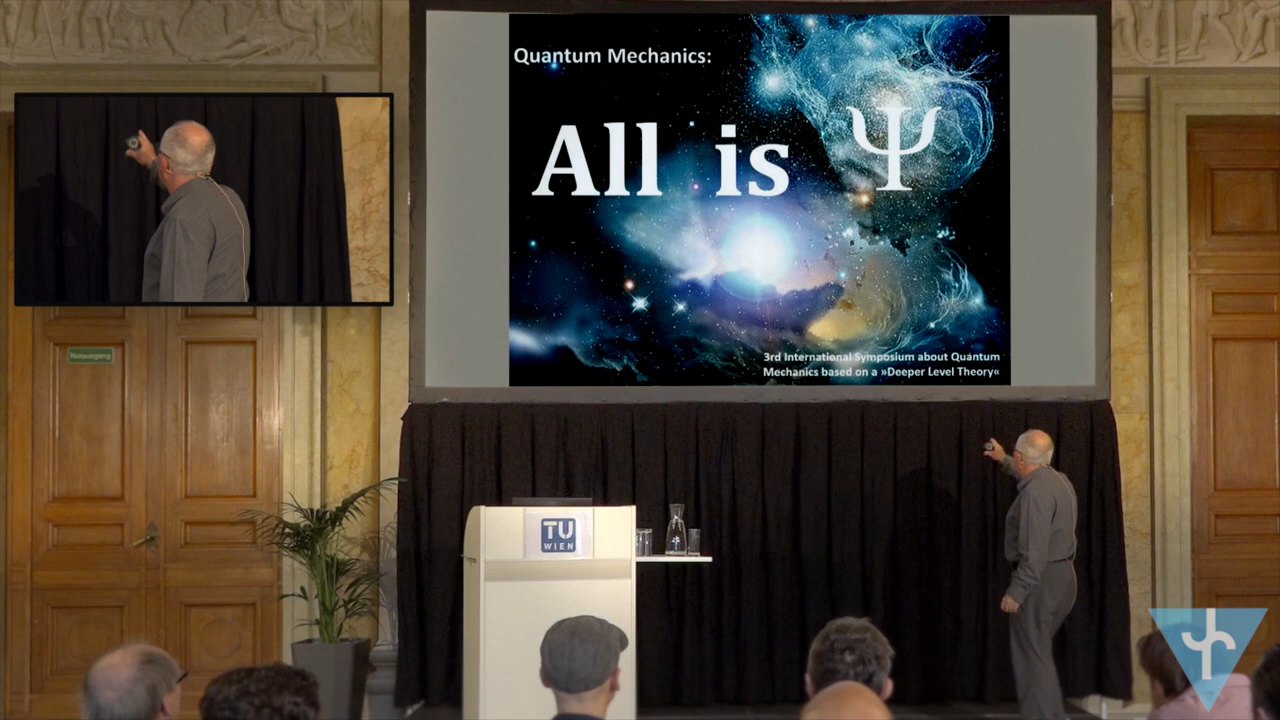 Quantum Mechanics:
All is Ψ
3rd International Symposium about Quantum
Mechanics based on a »Deeper Level Theory«
Notausgang
TU
WIEN